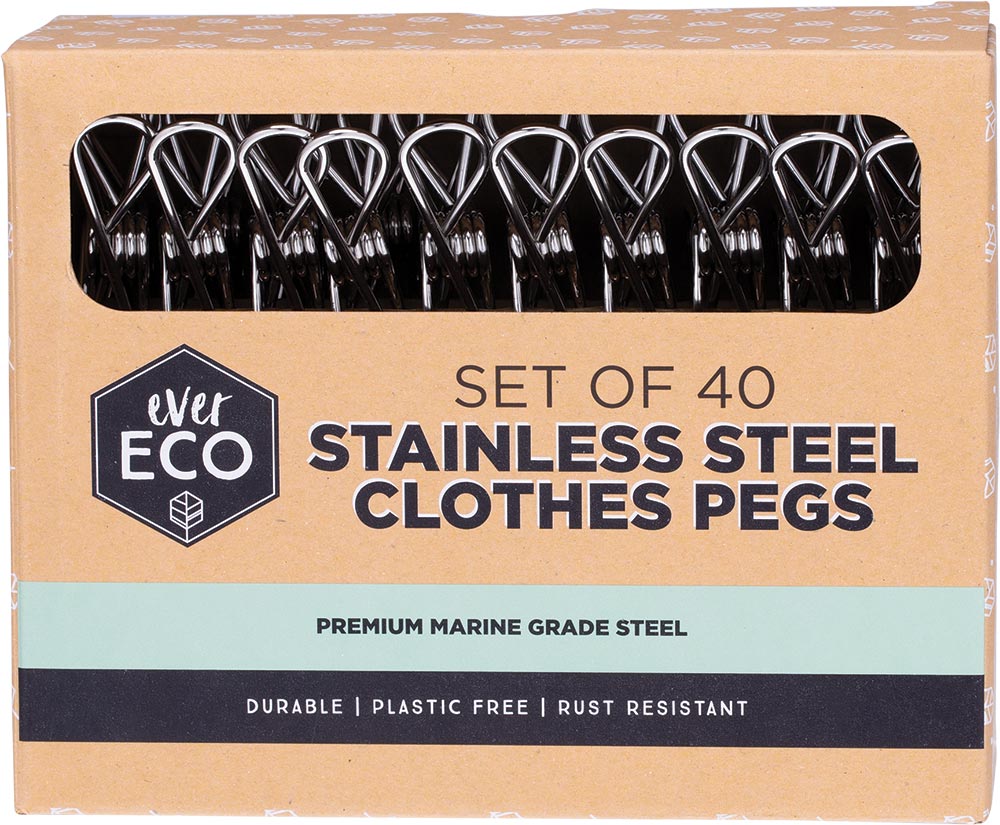 ever
ECO
SET OF 40
STAINLESS STEEL
CLOTHES PEGS
PREMIUM MARINE GRADE STEEL
DURABLE | PLASTIC FREE | RUST RESISTANT